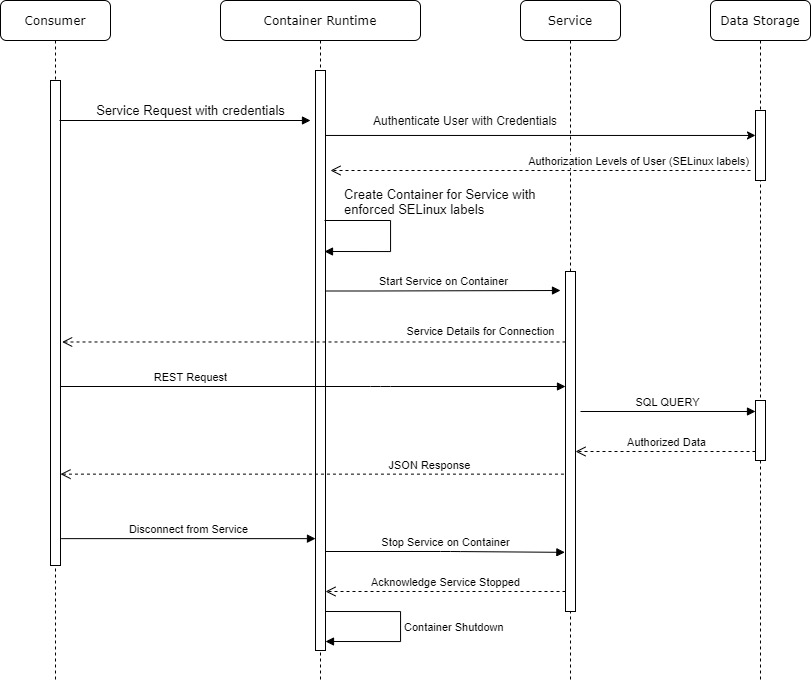 Consumer
Container Runtime
Service
Data Storage
Service Request with credentials
Authenticate User with Credentials
Authorization Levels of User (SELinux labels)
Create Container for Service with
enforced SELinux labels
Start Service on Container
Service Details for Connection
REST Request
SQL QUERY
Authorized Data
JSON Response
Disconnect from Service
Stop Service on Container
Acknowledge Service Stopped
Container Shutdown